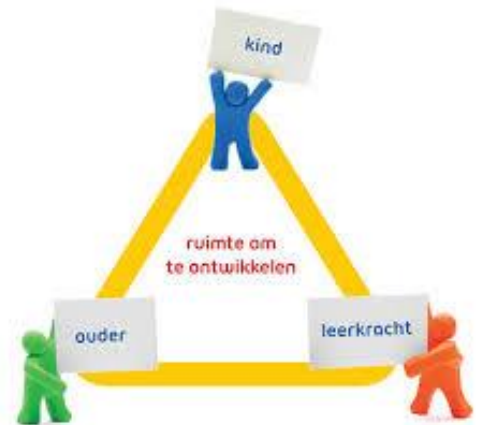 kind
ruimte om
te ontwikkelen
ouder
leerkracht